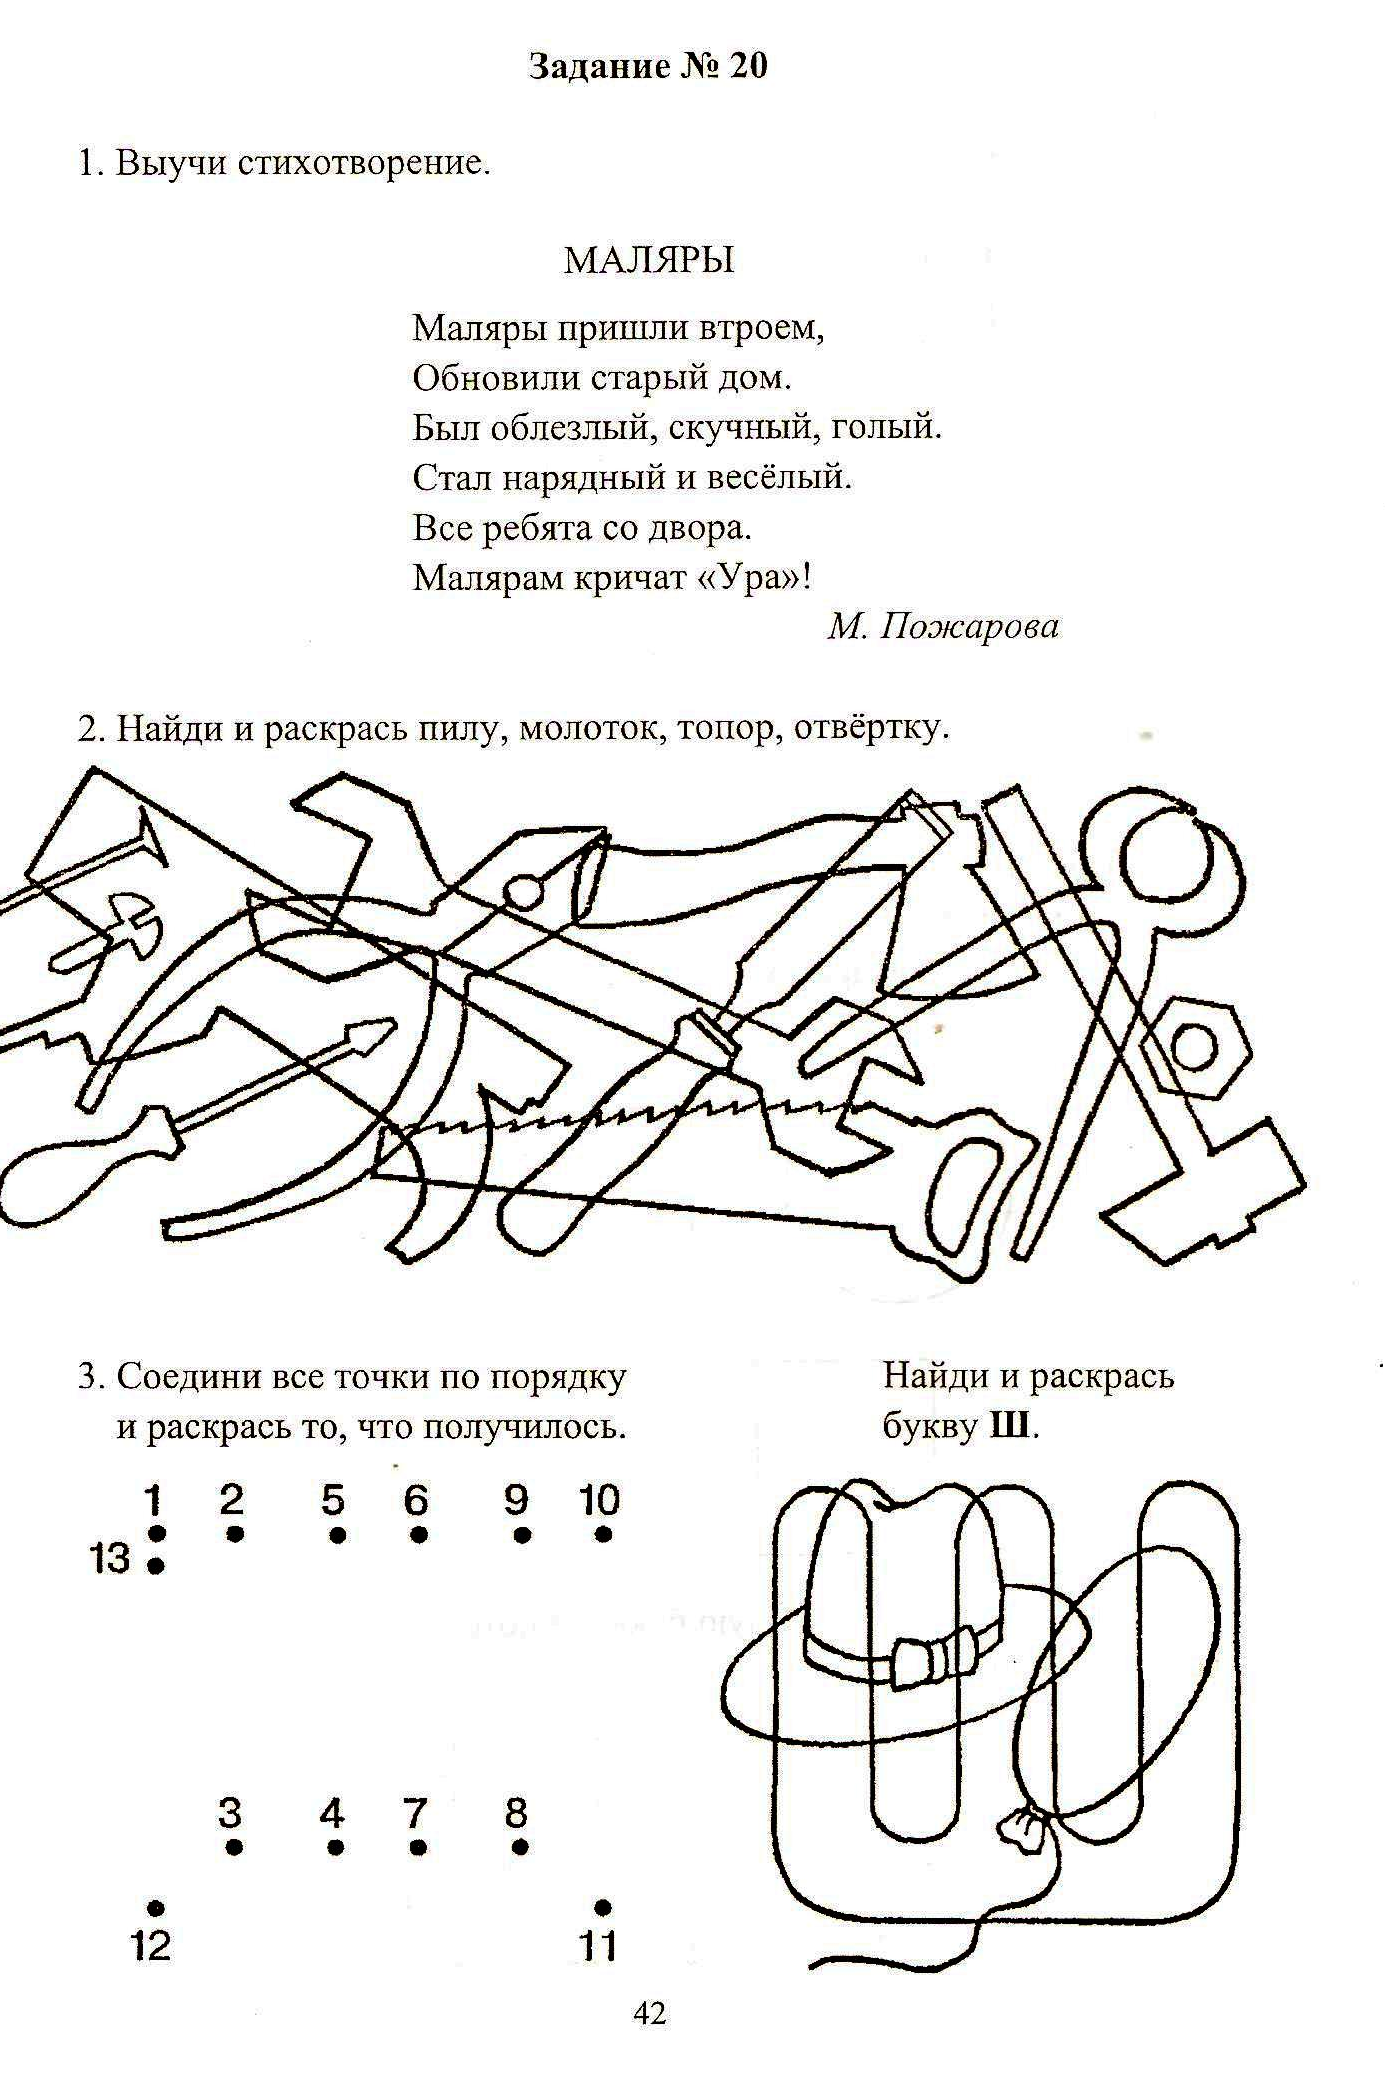 Задание № 20
1. Выучи стихотворение.
МАЛЯРЫ
Маляры пришли втроем,
Обновили старый дом.
Был облезлый, скучный, голый.
Стал нарядный и весёлый.
Все ребята со двора.
Малярам кричат «Ура»!
М. Пожарова
2. Найди и раскрась пилу, молоток, топор, отвёртку.
3. Соедини все точки по порядку
и раскрась то, что получилось.
Найди и раскрась
букву Ш.
1 2 5 6 9 10
13
3 4 7 8
12 11
42